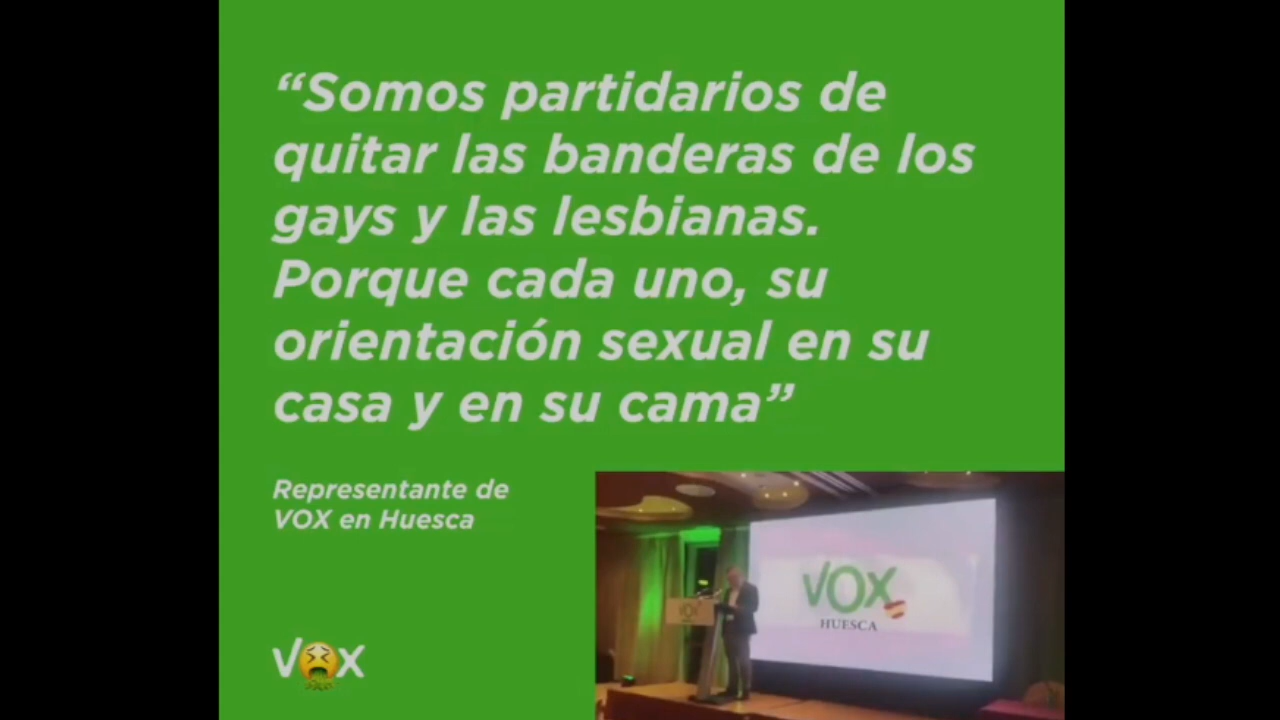 “Somos partidarios de
quitar las banderas de los
gays y las lesbianas.
Porque cada uno, su
orientación sexual en su
casa y en su cama”
Representante de
VOX en Huesca
VOX
HUESCA
VOX
V🤮X